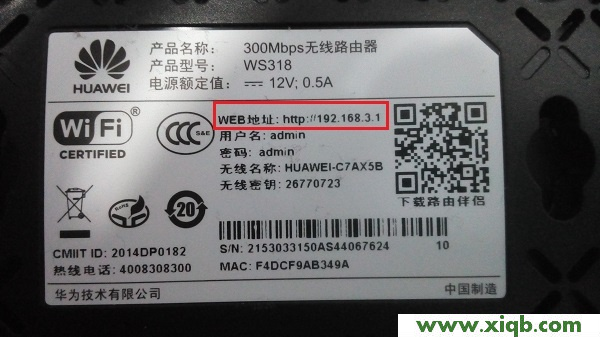 HUAWEI
产品名称: 300Mbps无线路由器
产品型号: WS318
电源额定值: ⎓ 12V; 0.5A
WiFi
CERTIFIED
CCC S&E
WEB地址: http://192.168.3.1
用户名: admin
密码: admin
无线名称: HUAWEI-C7AX5B
无线密钥: 26770723
下载路由伴侣
20
CMIIT ID: 2014DP0182
热线电话: 4008308300
S/N: 2153033150AS44067624 10
MAC: F4DCF9AB349A
华为技术有限公司
中国制造
www.xiqb.com